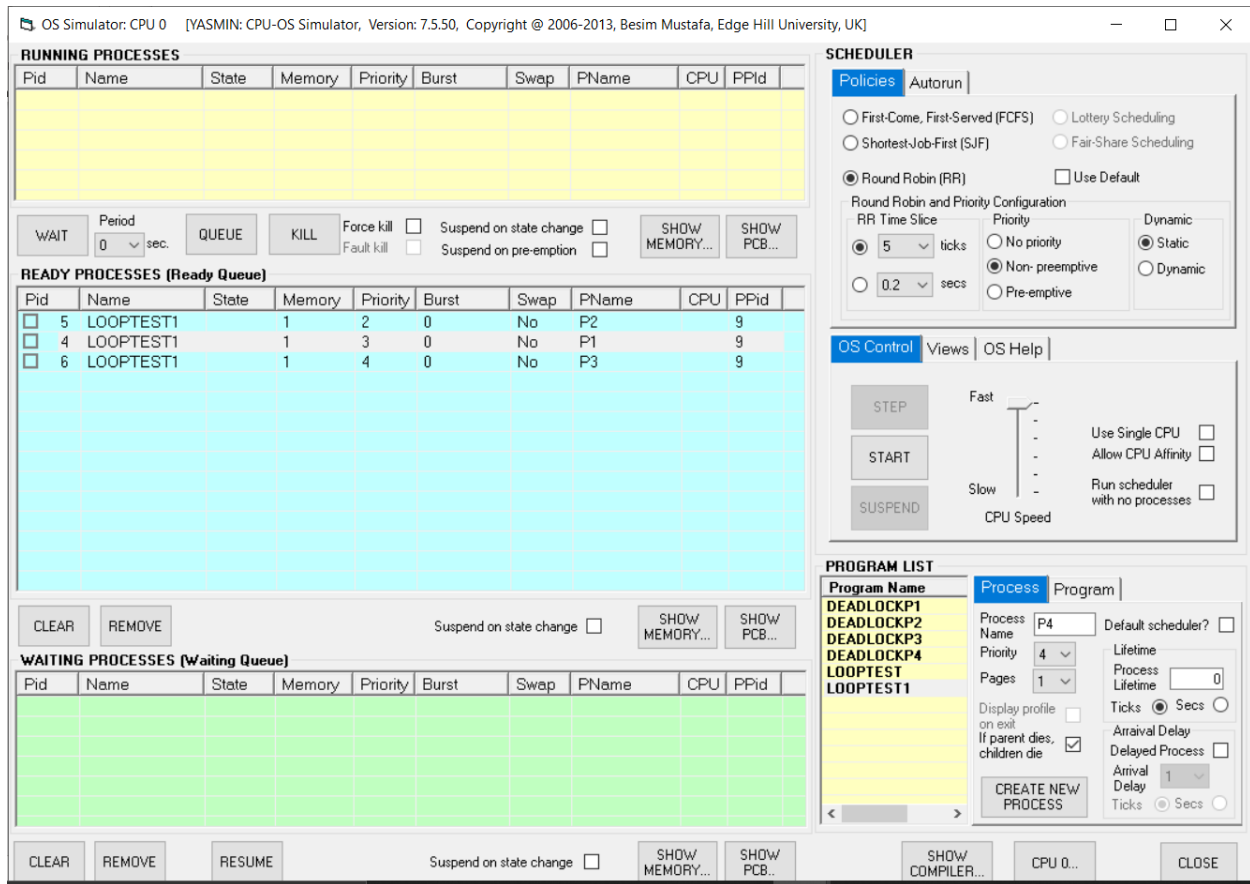 OS Simulator: CPU 0 [YASMIN: CPU-OS Simulator, Version: 7.5.50, Copyright @ 2006-2013, Besim Mustafa, Edge Hill University, UK]
RUNNING PROCESSES
Pid Name State Memory Priority Burst Swap PName CPU PPId
WAIT
Period
0 sec.
QUEUE
KILL
Force kill
Fault kill
Suspend on state change
Suspend on pre-emption
SHOW
MEMORY...
SHOW
PCB...
READY PROCESSES (Ready Queue)
Pid Name State Memory Priority Burst Swap PName CPU PPid
5 LOOPTEST1 1 2 0 No P2 9
4 LOOPTEST1 1 3 0 No P1 9
6 LOOPTEST1 1 4 0 No P3 9
CLEAR
REMOVE
Suspend on state change
SHOW
MEMORY...
SHOW
PCB...
WAITING PROCESSES (Waiting Queue)
Pid Name State Memory Priority Burst Swap PName CPU PPid
CLEAR
REMOVE
RESUME
Suspend on state change
SHOW
MEMORY...
SHOW
PCB..
SCHEDULER
Policies Autorun
First-Come, First-Served (FCFS) Lottery Scheduling
Shortest-Job-First (SJF) Fair-Share Scheduling
Round Robin (RR) Use Default
Round Robin and Priority Configuration
RR Time Slice
5 ticks
0.2 secs
Priority
No priority
Non- preemptive
Pre-emptive
Dynamic
Static
Dynamic
OS Control Views OS Help
STEP
START
SUSPEND
Fast
Slow
CPU Speed
Use Single CPU
Allow CPU Affinity
Run scheduler
with no processes
PROGRAM LIST
Program Name
DEADLOCKP1
DEADLOCKP2
DEADLOCKP3
DEADLOCKP4
LOOPTEST
LOOPTEST1
Process Program
Process
Name
P4
Priority 4
Pages 1
Display profile
on exit
If parent dies,
children die
CREATE NEW
PROCESS
Default scheduler?
Lifetime
Process
Lifetime
0
Ticks Secs
Arraival Delay
Delayed Process
Arrival
Delay
1
Ticks Secs
SHOW
COMPILER...
CPU 0...
CLOSE